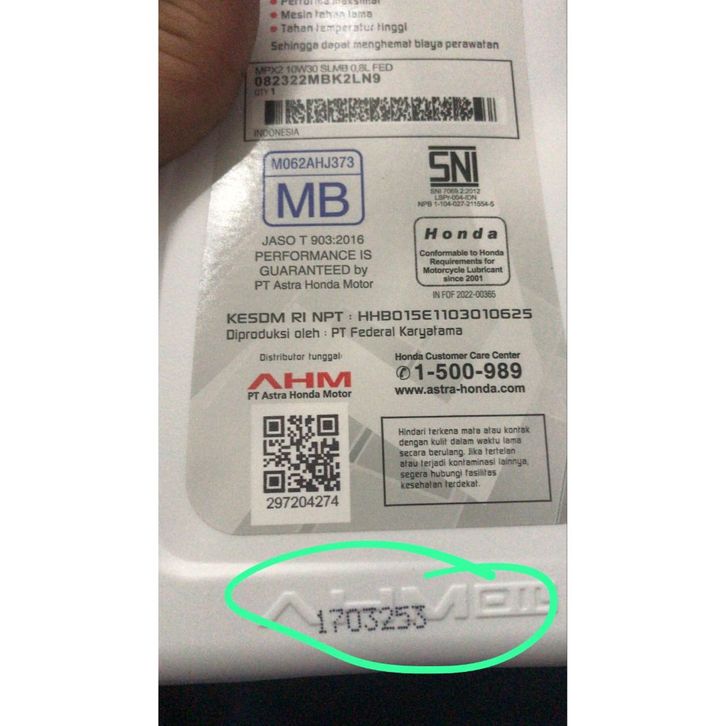 Performa maksimal
Mesin tahan lama
Tahan temperatur tinggi
Sehingga dapat menghemat biaya perawatan
MPX2 10W30 SLMB 0,8L FED
082322MBK2LN9
QTY 1
INDONESIA
M062AHJ373
MB
JASO T 903:2016
PERFORMANCE IS
GUARANTEED by
PT Astra Honda Motor
SNI
SNI 7069.2:2012
LSPr-004-IDN
NPB 1-104-027-211554-5
Honda
Conformable to Honda
Requirements for
Motorcycle Lubricant
since 2001
IN FDF 2022-00365
KESDM RI NPT : HHB015E1103010625
Diproduksi oleh : PT Federal Karyatama
Distributor tunggal:
AHM
PT Astra Honda Motor
297204274
Honda Customer Care Center
1-500-989
www.astra-honda.com
Hindari terkena mata atau kontak
dengan kulit dalam waktu lama
secara berulang. Jika tertelan
atau terjadi kontaminasi lainnya,
segera hubungi fasilitas
kesehatan terdekat.
AHM OIL
1703253